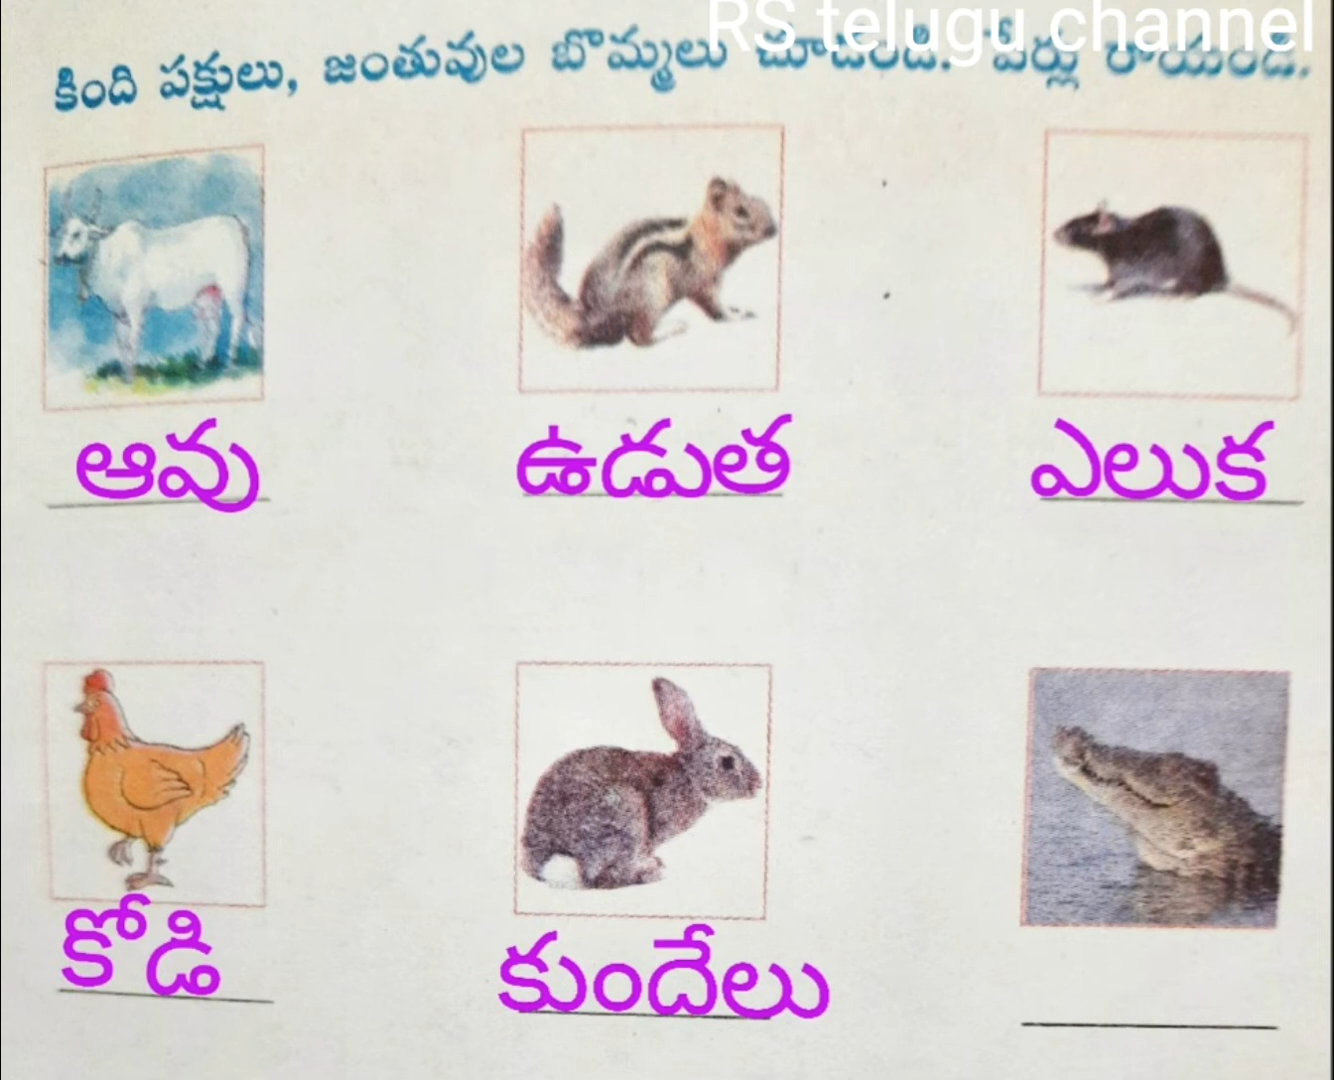 RS telugu channel
కింది పక్షులు, జంతువుల బొమ్మలు చూడండి. పేర్లు రాయండి.
ఆవు ఉడుత ఎలుక
కోడి కుందేలు